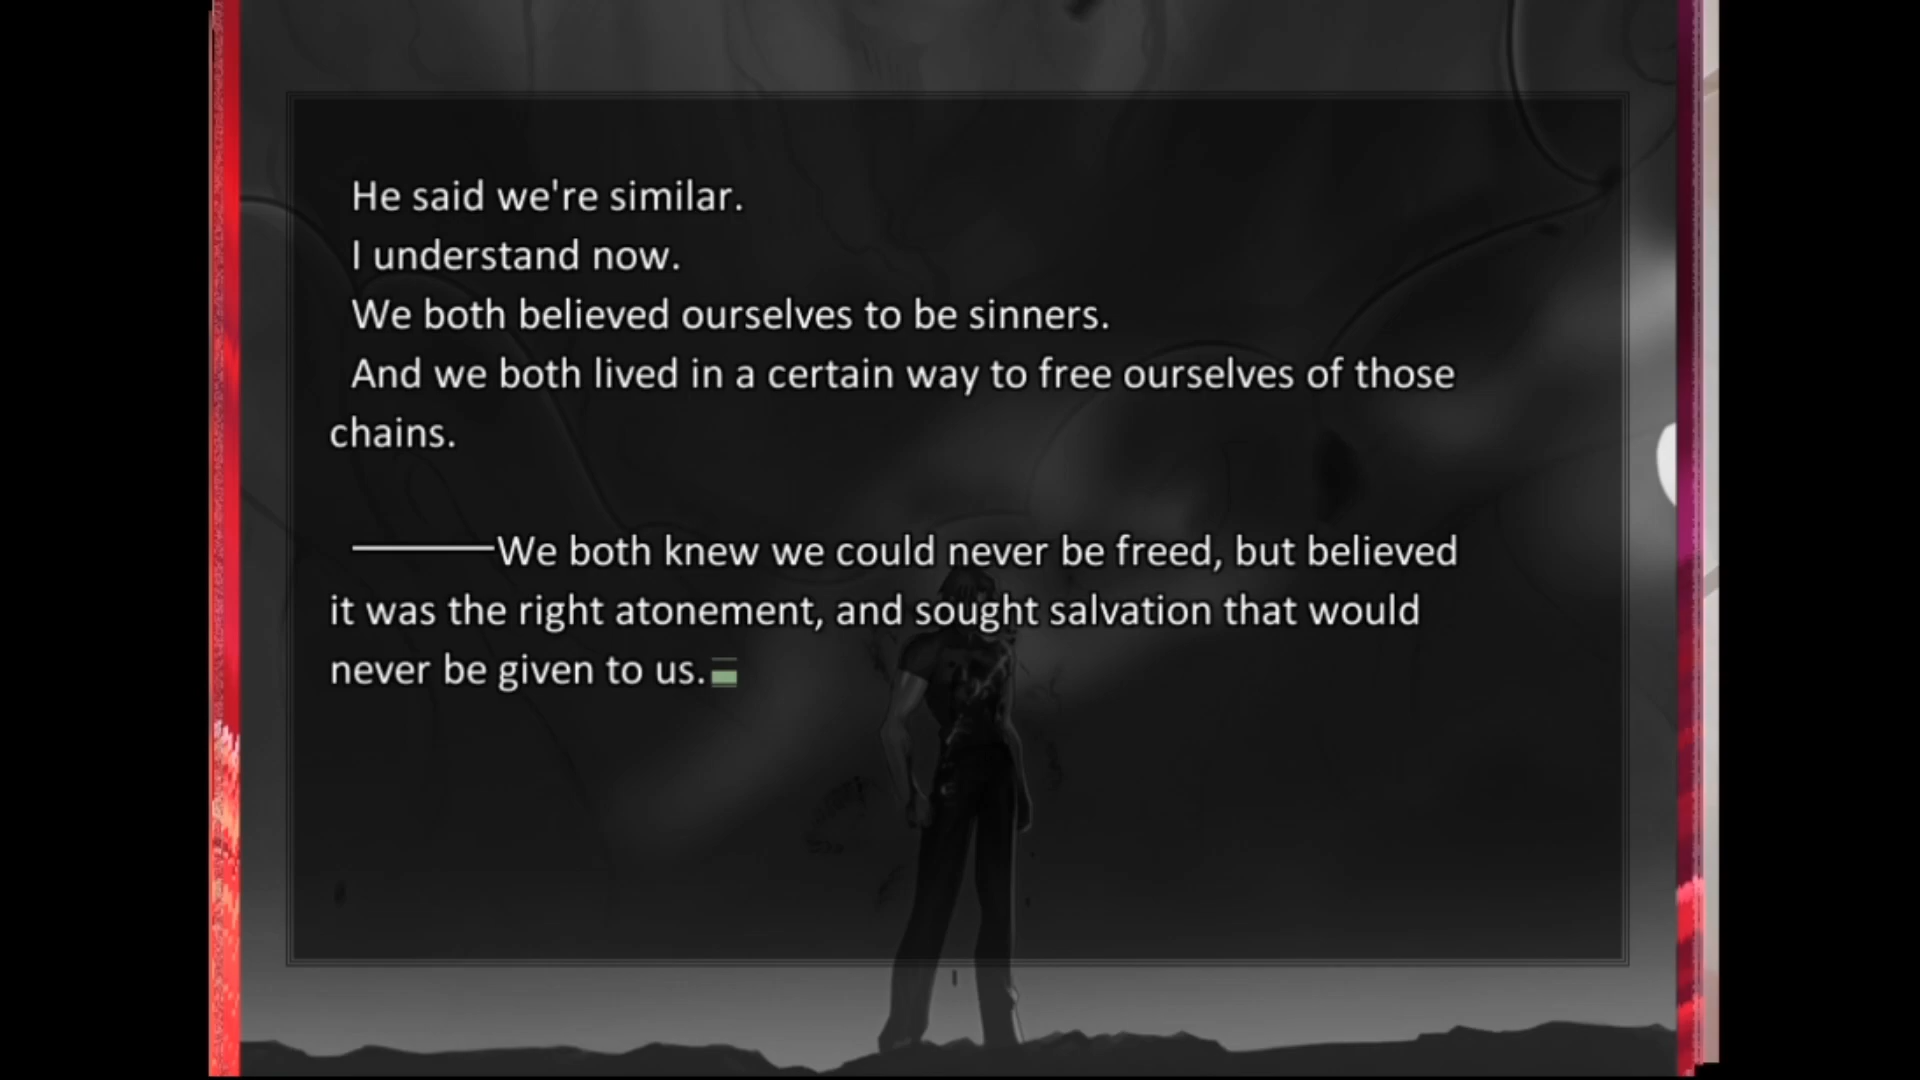 He said we're similar.
I understand now.
We both believed ourselves to be sinners.
And we both lived in a certain way to free ourselves of those
chains.
————We both knew we could never be freed, but believed
it was the right atonement, and sought salvation that would
never be given to us.